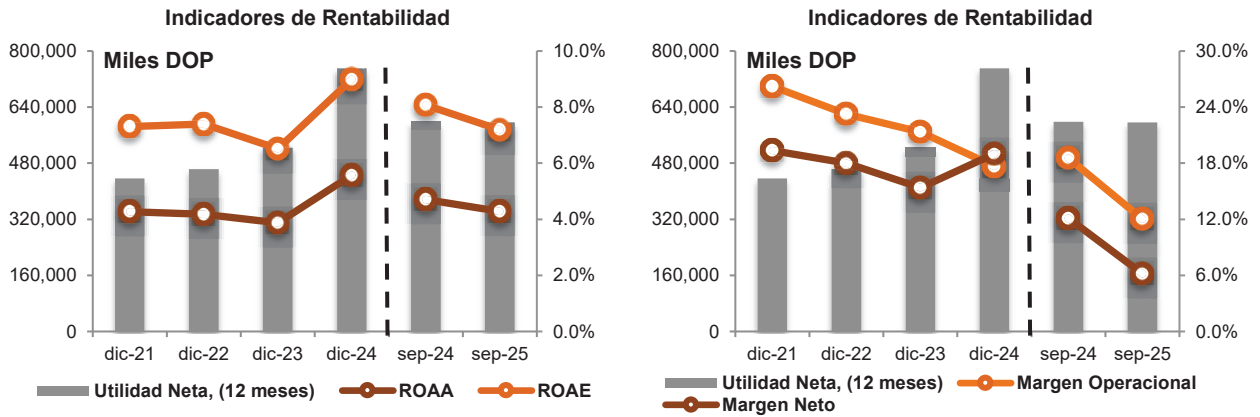 Indicadores de Rentabilidad
Miles DOP
800,000
640,000
480,000
320,000
160,000
0
10.0%
8.0%
6.0%
4.0%
2.0%
0.0%
dic-21 dic-22 dic-23 dic-24 sep-24 sep-25
Utilidad Neta, (12 meses) ROAA ROAE
Indicadores de Rentabilidad
Miles DOP
800,000
640,000
480,000
320,000
160,000
0
30.0%
24.0%
18.0%
12.0%
6.0%
0.0%
dic-21 dic-22 dic-23 dic-24 sep-24 sep-25
Utilidad Neta, (12 meses) Margen Operacional
Margen Neto